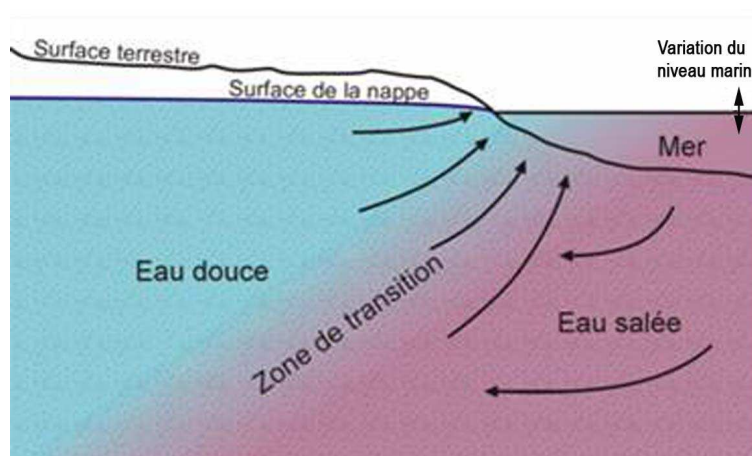 Surface terrestre
Variation du
niveau marin
Surface de la nappe
Mer
Eau douce
Zone de transition
Eau salée